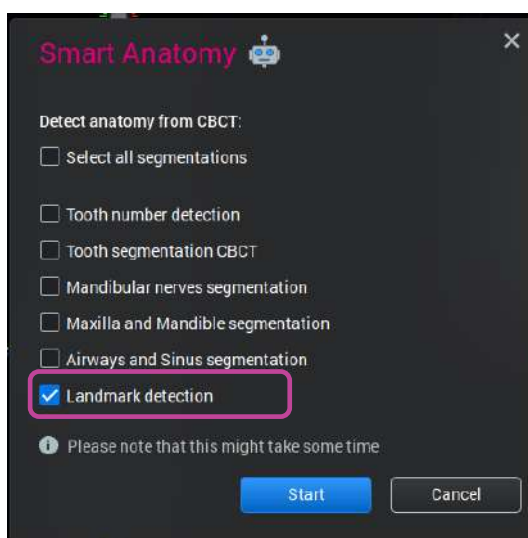 Smart Anatomy
Detect anatomy from CBCT:
Select all segmentations
Tooth number detection
Tooth segmentation CBCT
Mandibular nerves segmentation
Maxilla and Mandible segmentation
Airways and Sinus segmentation
Landmark detection
Please note that this might take some time
Start Cancel